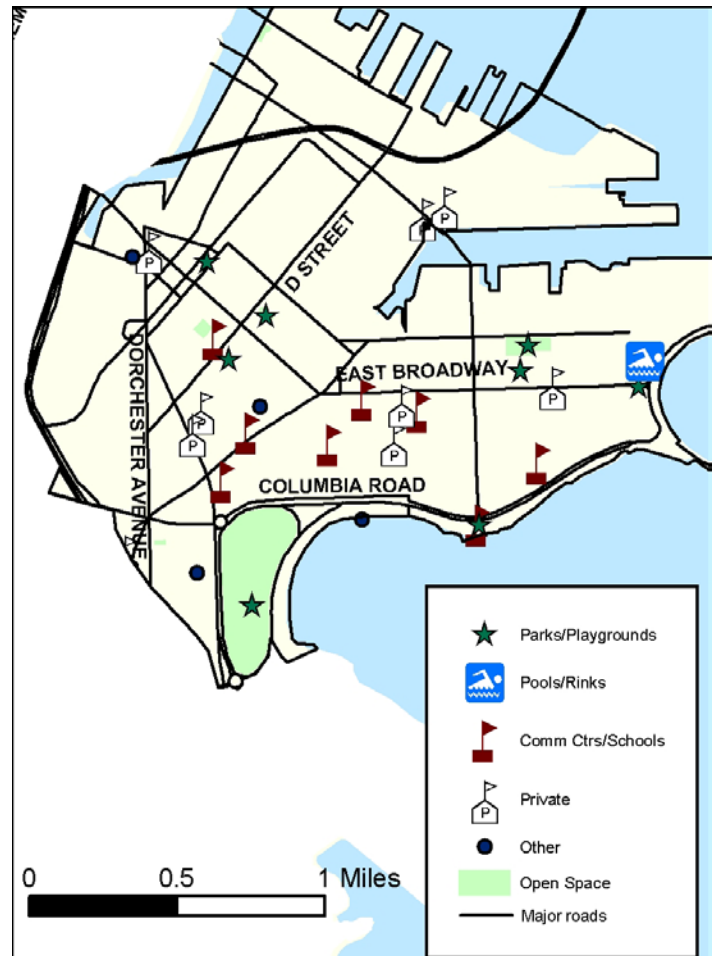 D STREET
DORCHESTER AVENUE
EAST BROADWAY
COLUMBIA ROAD
P
P
P
P
P
P
P
P
Parks/Playgrounds
Pools/Rinks
Comm Ctrs/Schools
P
Private
Other
Open Space
Major roads
0 0.5 1 Miles